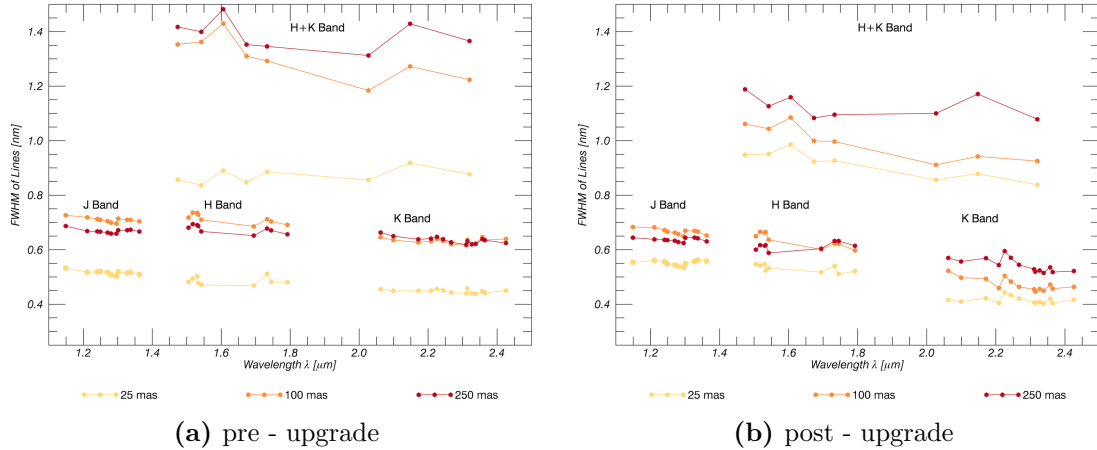 H+K Band
J Band
H Band
K Band
FWHM of Lines [nm]
1.4
1.2
1.0
0.8
0.6
0.4
1.2 1.4 1.6 1.8 2.0 2.2 2.4
Wavelength λ [μm]
25 mas 100 mas 250 mas
(a) pre - upgrade
H+K Band
J Band
H Band
K Band
FWHM of Lines [nm]
1.4
1.2
1.0
0.8
0.6
0.4
1.2 1.4 1.6 1.8 2.0 2.2 2.4
Wavelength λ [μm]
25 mas 100 mas 250 mas
(b) post - upgrade